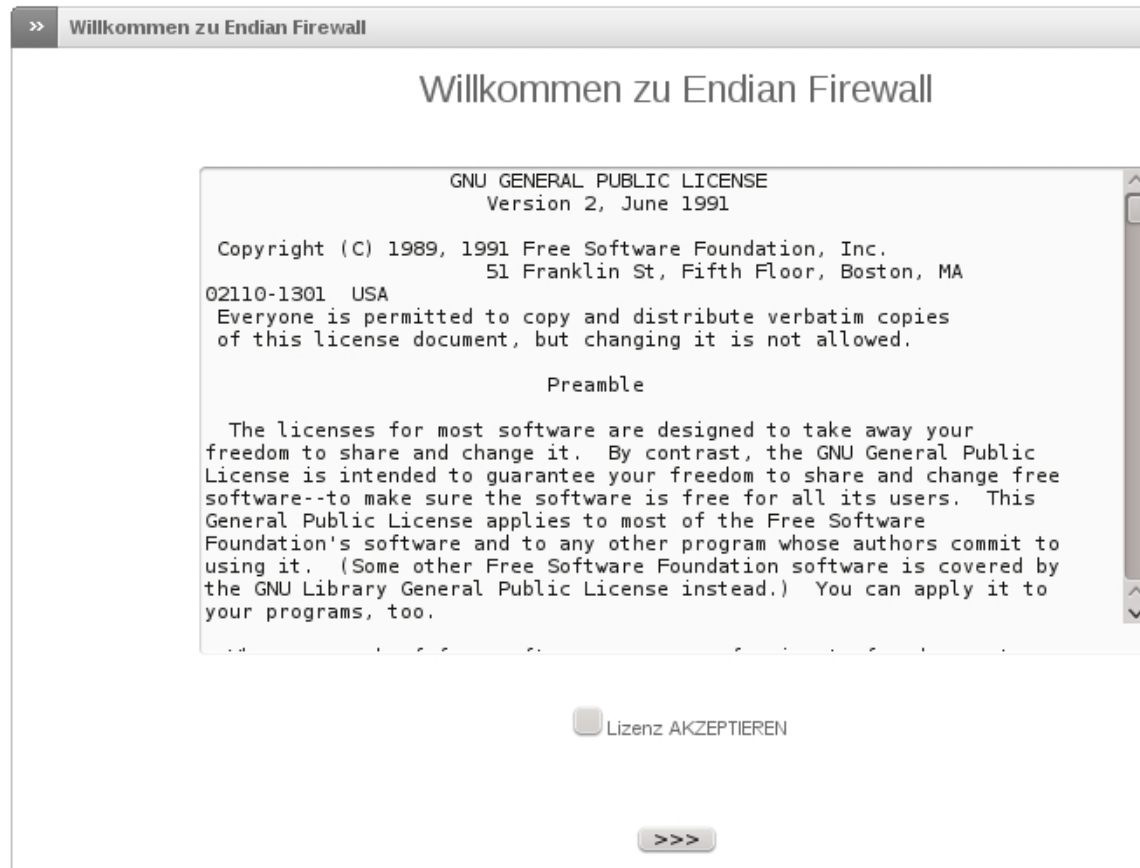 » Willkommen zu Endian Firewall
Willkommen zu Endian Firewall
GNU GENERAL PUBLIC LICENSE
Version 2, June 1991
Copyright (C) 1989, 1991 Free Software Foundation, Inc.
51 Franklin St, Fifth Floor, Boston, MA
02110-1301 USA
Everyone is permitted to copy and distribute verbatim copies
of this license document, but changing it is not allowed.
Preamble
The licenses for most software are designed to take away your
freedom to share and change it. By contrast, the GNU General Public
License is intended to guarantee your freedom to share and change free
software--to make sure the software is free for all its users. This
General Public License applies to most of the Free Software
Foundation's software and to any other program whose authors commit to
using it. (Some other Free Software Foundation software is covered by
the GNU Library General Public License instead.) You can apply it to
your programs, too.
Lizenz AKZEPTIEREN
>>>